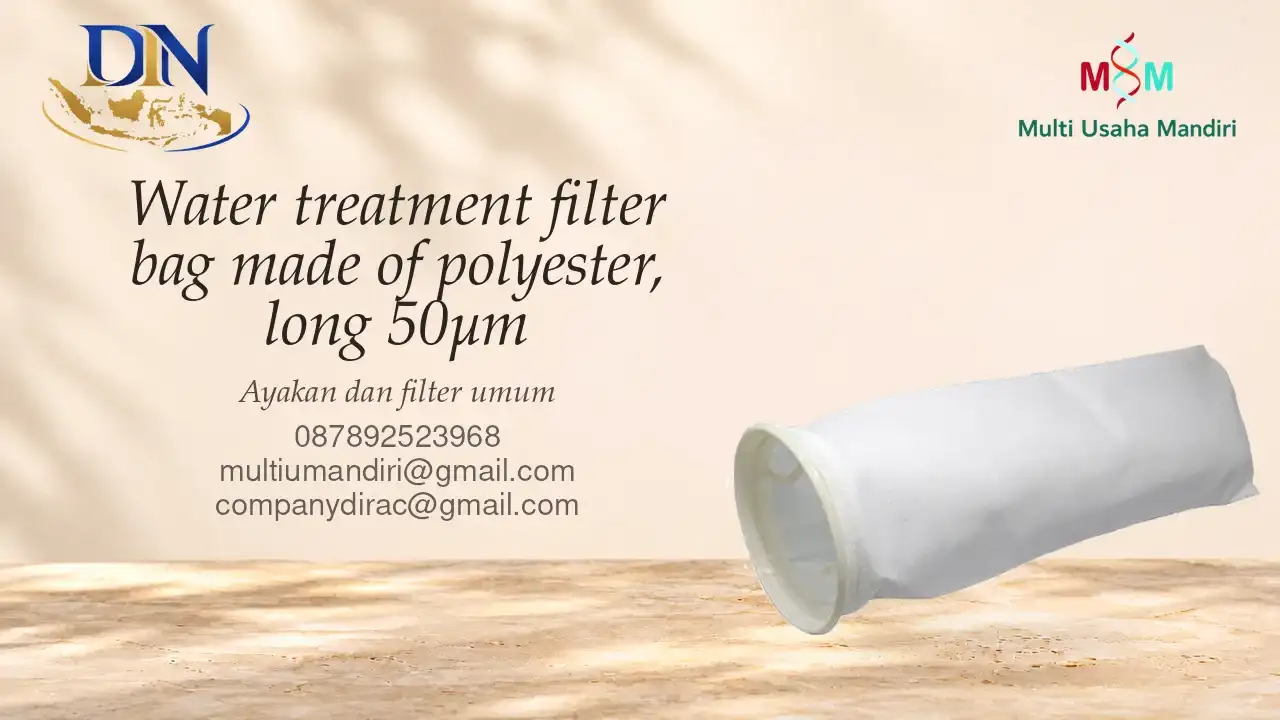 DN
M M
Multi Usaha Mandiri
Water treatment filter
bag made of polyester,
long 50µm
Ayakan dan filter umum
087892523968
multiumandiri@gmail.com
companydirac@gmail.com